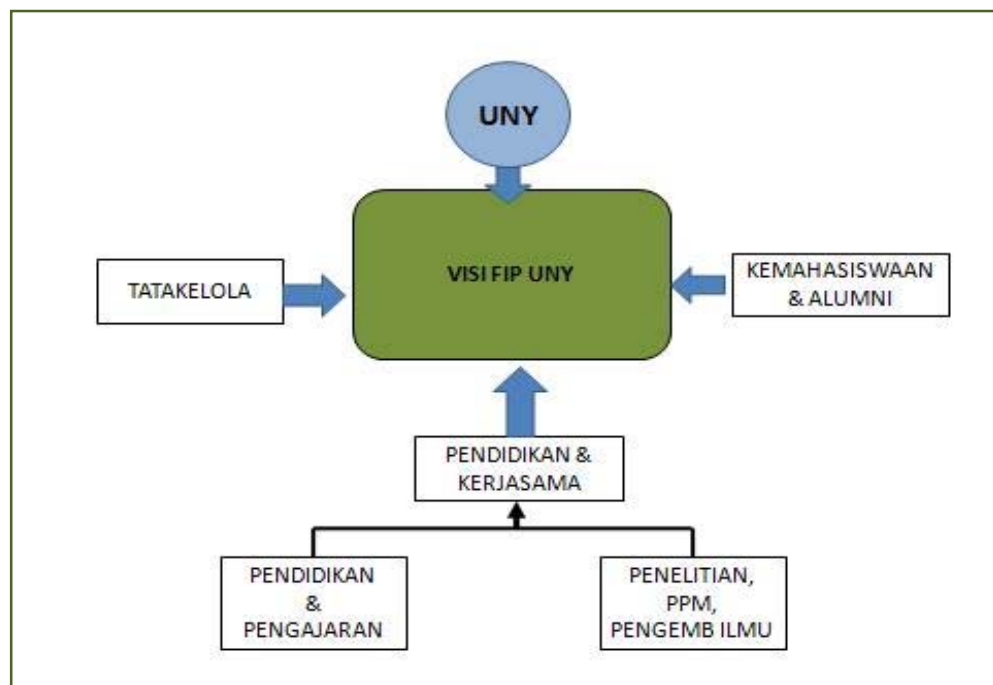 UNY
VISI FIP UNY
TATAKELOLA
KEMAHASISWAAN
& ALUMNI
PENDIDIKAN &
KERJASAMA
PENDIDIKAN
&
PENGAJARAN
PENELITIAN,
PPM,
PENGEMB ILMU